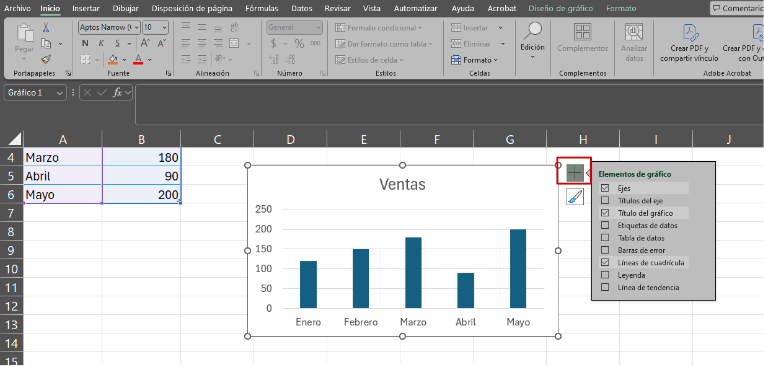 Archivo Inicio Insertar Dibujar Disposición de página Fórmulas Datos Revisar Vista Automatizar Ayuda Acrobat Diseño de gráfico Formato Comentario
Aptos Narrow ( 10 General Formato condicional Insertar
Pegar N K S A A $ % 000 Dar formato como tabla Eliminar Edición Complementos Analizar datos Crear PDF y compartir vínculo Crear PDF y con Out
Estilos de celda Formato
Portapapeles Fuente Alineación Número Estilos Celdas Complementos Adobe Acrobat
Gráfico 1 fx
A B C D E F G H I J
4 Marzo 180
5 Abril 90
6 Mayo 200
7
8
9
10
11
12
13
14
15
Ventas
250
200
150
100
50
0
Enero Febrero Marzo Abril Mayo
Elementos de gráfico
Ejes
Títulos del eje
Título del gráfico
Etiquetas de datos
Tabla de datos
Barras de error
Líneas de cuadrícula
Leyenda
Línea de tendencia